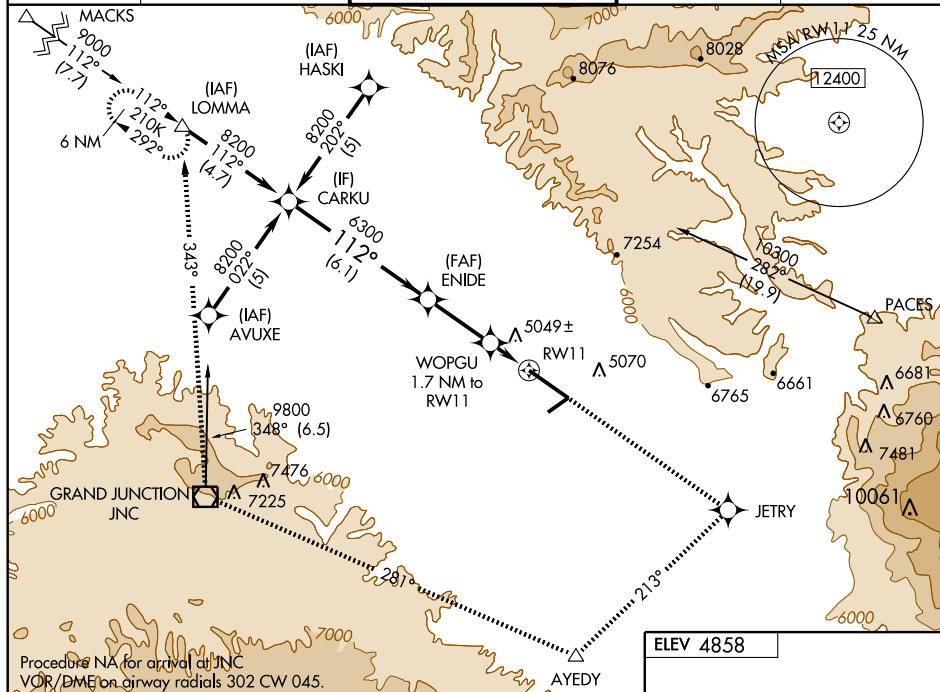 MACKS
9000
112°
(7.7)
(IAF)
HASKI
(IAF)
LOMMA
112°
210K
292°
6 NM
8200
112°
(4.7)
8200
202°
(5)
(IF)
CARKU
6300
112°
(6.1)
(FAF)
ENIDE
8200
022°
(5)
(IAF)
AVUXE
343°
WOPGU
1.7 NM to
RW11
RW11
5049±
5070
7000
8076
8028
MSA RW11 25 NM
12400
7254
6000
10300
282°
(19.9)
PACES
6765
6661
6681
6760
7481
10061
6000
9800
348° (6.5)
7476
7225
6000
6000
GRAND JUNCTION
JNC
281°
JETRY
213°
AYEDY
7000
Procedure NA for arrival at JNC
VOR/DME on airway radials 302 CW 045.
ELEV 4858